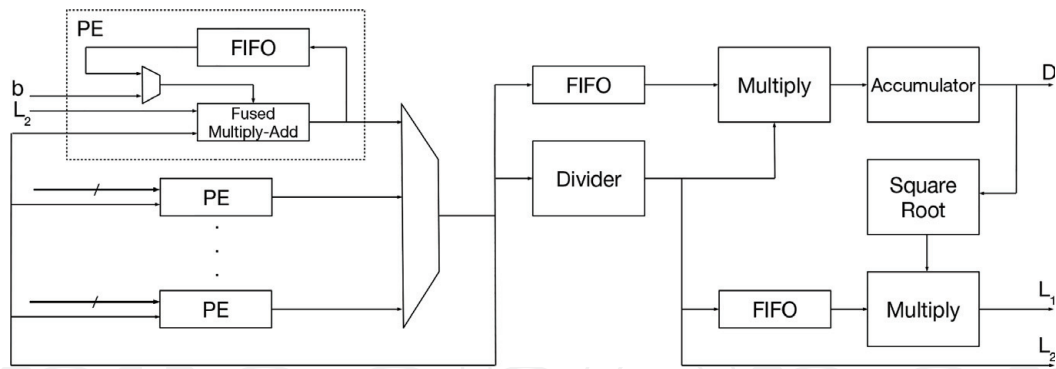 PE
FIFO
b
L2
Fused
Multiply-Add
PE
.
.
.
PE
FIFO
Multiply
Accumulator
D
Divider
Square
Root
FIFO
Multiply
L1
L2